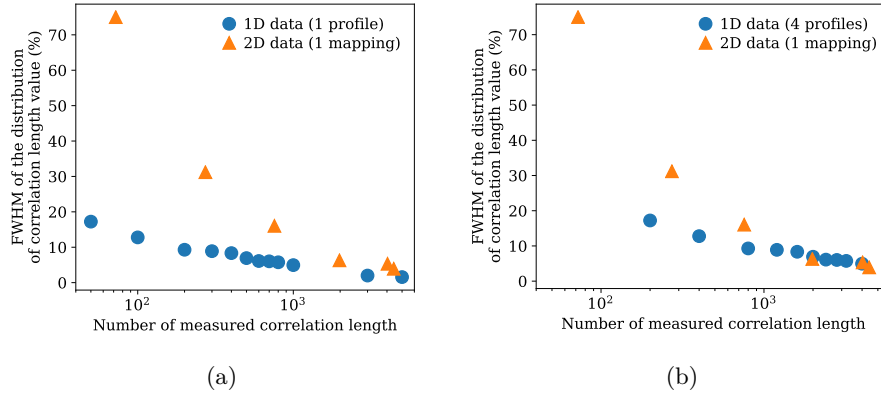 FWHM of the distribution
of correlation length value (%)
70
60
50
40
30
20
10
0
1D data (1 profile)
2D data (1 mapping)
10²
10³
Number of measured correlation length
(a)
FWHM of the distribution
of correlation length value (%)
70
60
50
40
30
20
10
0
1D data (4 profiles)
2D data (1 mapping)
10²
10³
Number of measured correlation length
(b)